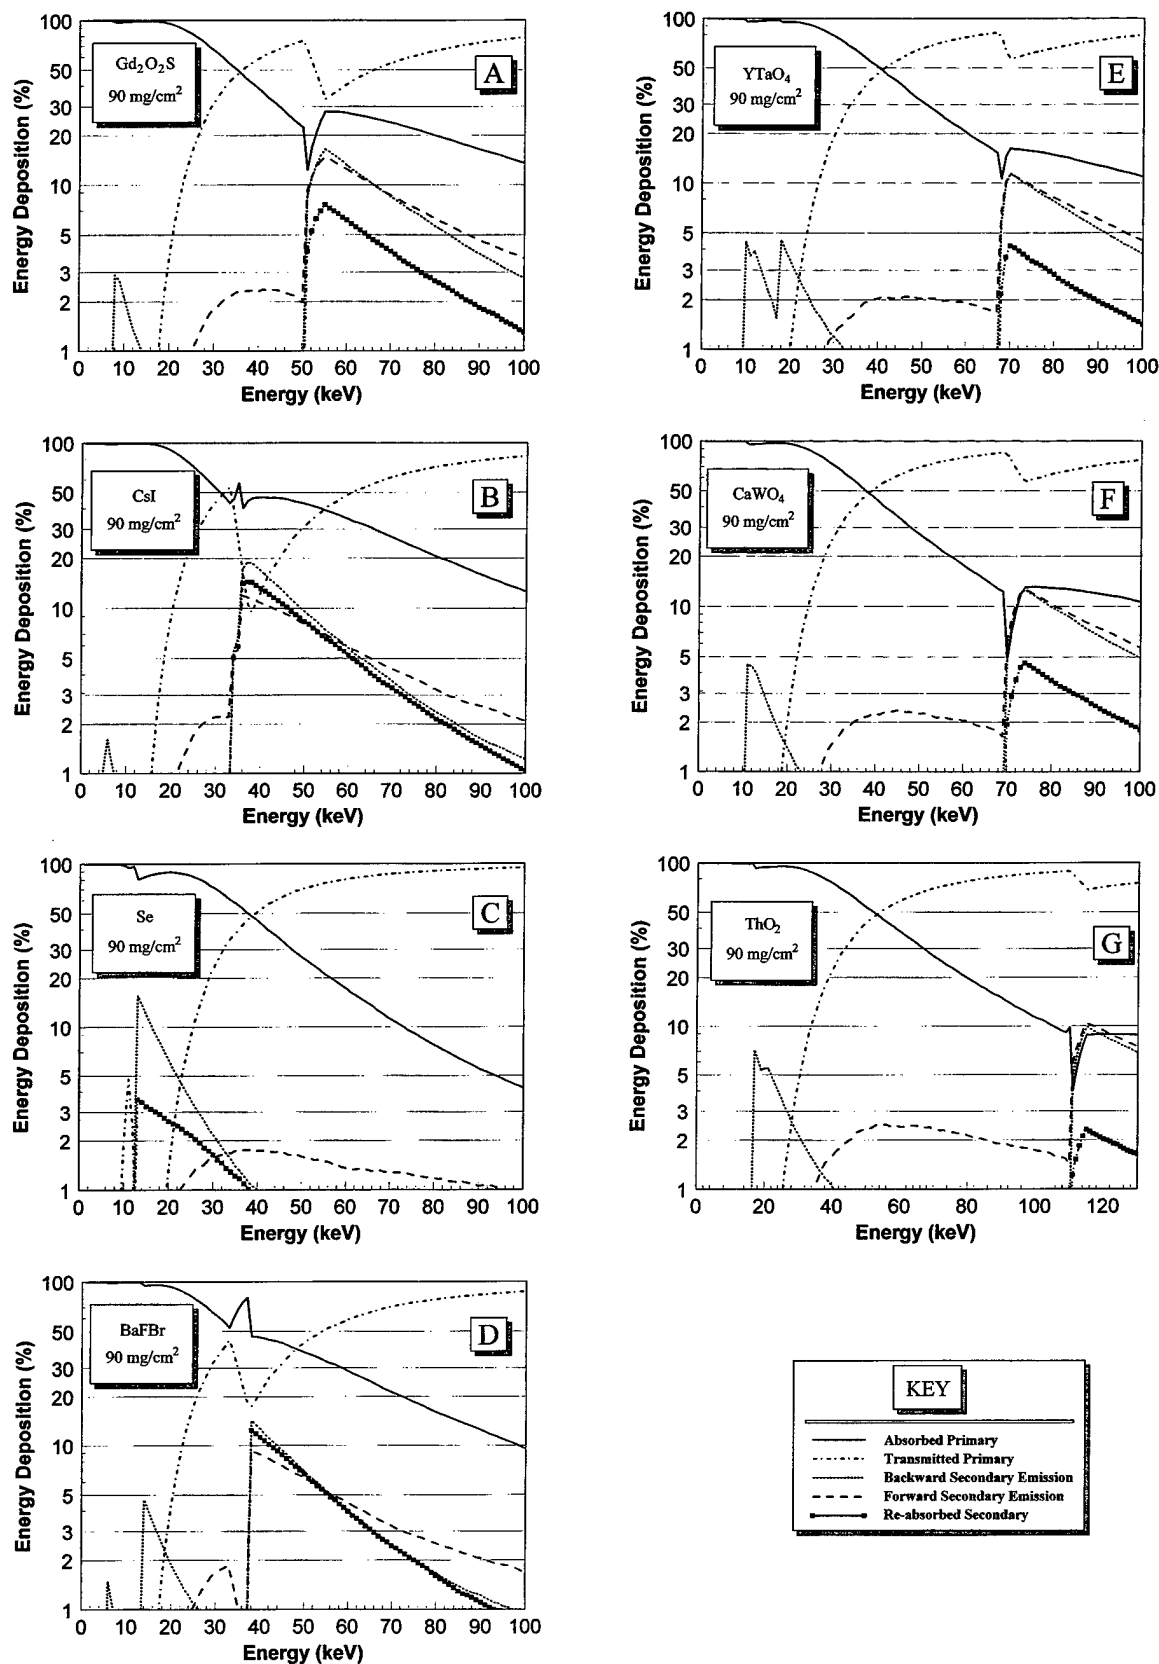 Gd₂O₂S
90 mg/cm²
A
Energy Deposition (%)
100
50
30
20
10
5
3
2
1
0 10 20 30 40 50 60 70 80 90 100
Energy (keV)
CsI
90 mg/cm²
B
Energy Deposition (%)
100
50
30
20
10
5
3
2
1
0 10 20 30 40 50 60 70 80 90 100
Energy (keV)
Se
90 mg/cm²
C
Energy Deposition (%)
100
50
30
20
10
5
3
2
1
0 10 20 30 40 50 60 70 80 90 100
Energy (keV)
BaFBr
90 mg/cm²
D
Energy Deposition (%)
100
50
30
20
10
5
3
2
1
0 10 20 30 40 50 60 70 80 90 100
Energy (keV)
YTaO₄
90 mg/cm²
E
Energy Deposition (%)
100
50
30
20
10
5
3
2
1
0 10 20 30 40 50 60 70 80 90 100
Energy (keV)
CaWO₄
90 mg/cm²
F
Energy Deposition (%)
100
50
30
20
10
5
3
2
1
0 10 20 30 40 50 60 70 80 90 100
Energy (keV)
ThO₂
90 mg/cm²
G
Energy Deposition (%)
100
50
30
20
10
5
3
2
1
0 20 40 60 80 100 120
Energy (keV)
KEY
Absorbed Primary
Transmitted Primary
Backward Secondary Emission
Forward Secondary Emission
Re-absorbed Secondary